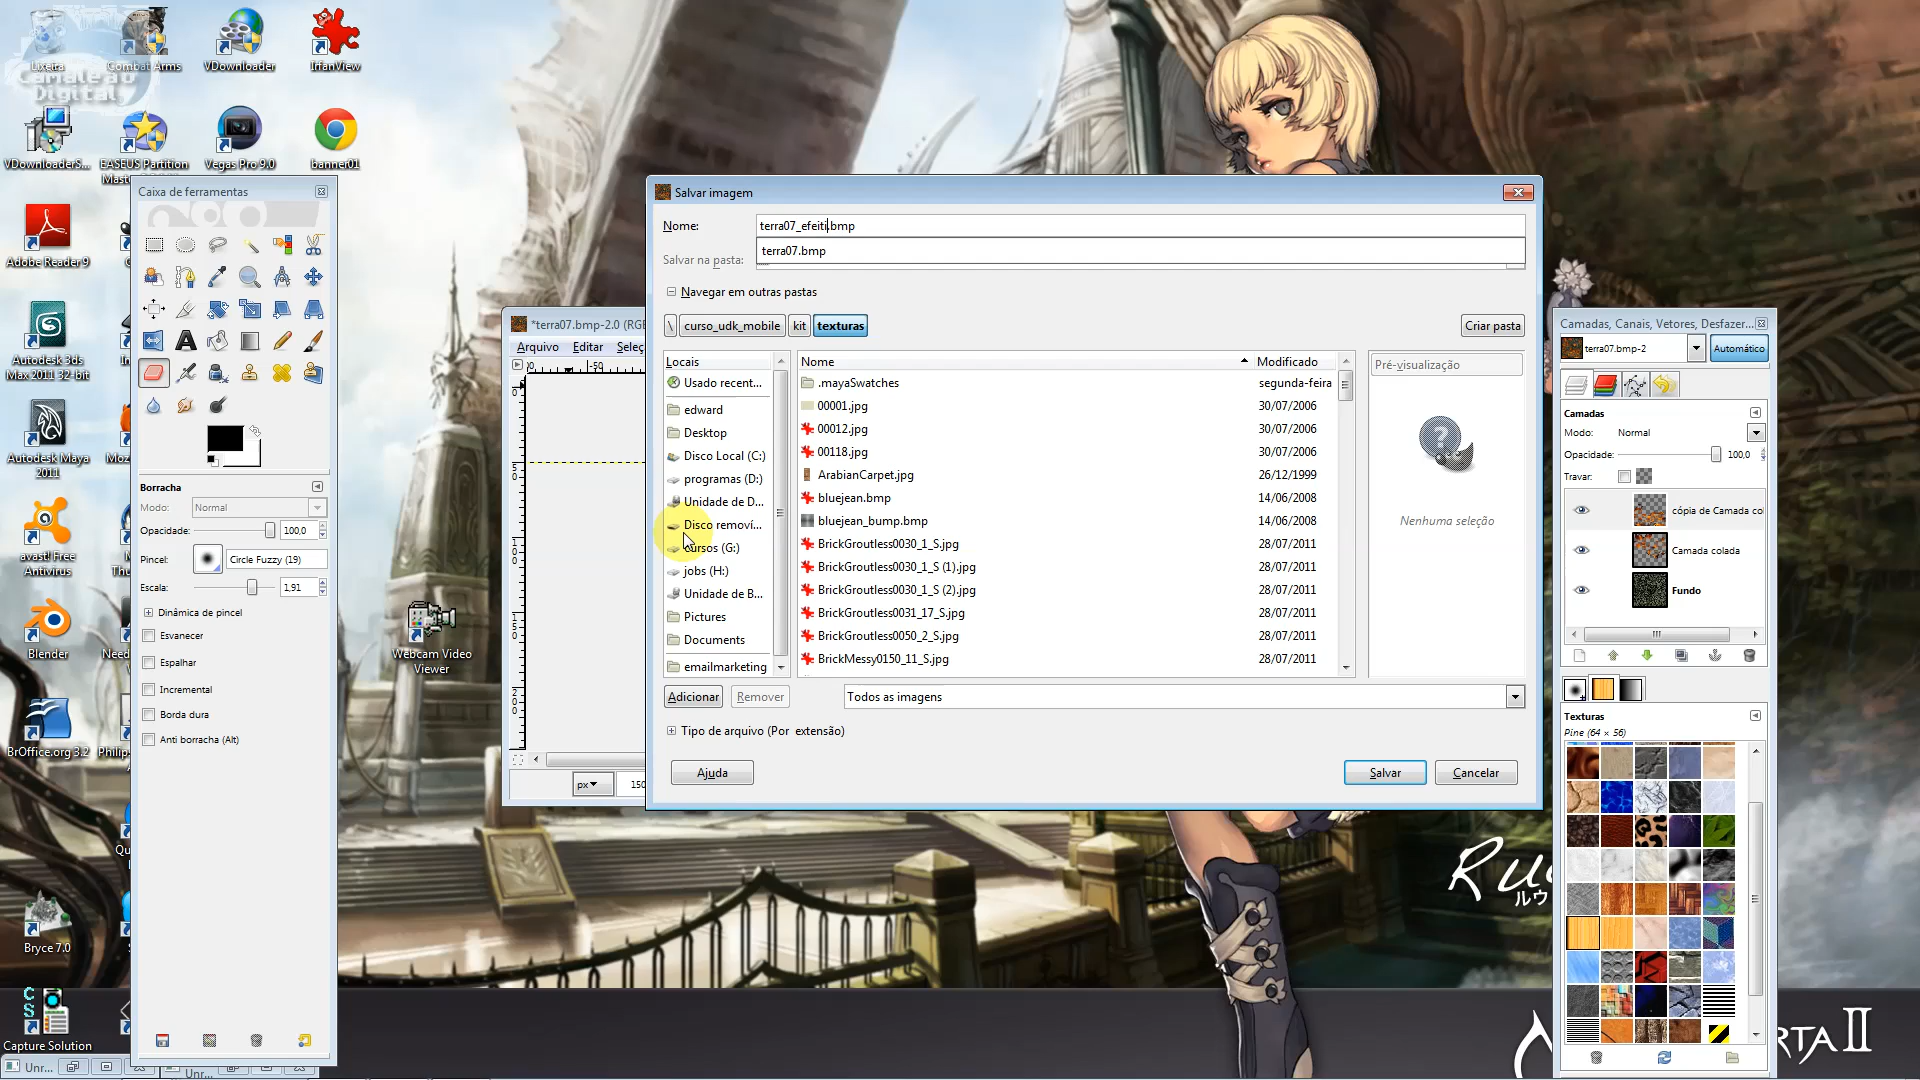 Lixeira
Combat Arms
VDownloader
IrfanView
Camaleão
Digital
VDownloaderS...
EASEUS Partition
Mast
Vegas Pro 9.0
banner01
Adobe Reader 9
Autodesk 3ds
Max 2011 32-bit
Autodesk Maya
2011
avast! Free
Antivirus
Blender
BrOffice.org 3.2
Bryce 7.0
Capture Solution
Webcam Video
Viewer
Caixa de ferramentas
Borracha
Modo:
Normal
Opacidade:
100,0
Pincel:
Circle Fuzzy (19)
Escala:
1,91
Dinâmica de pincel
Esvanecer
Espalhar
Incremental
Borda dura
Anti borracha (Alt)
Unr...
Unr...
*terra07.bmp-2.0 (RGB
Arquivo
Editar
Seleç
-50
px
150
Salvar imagem
Nome:
terra07_efeiti.bmp
terra07.bmp
Salvar na pasta:
Navegar em outras pastas
\
curso_udk_mobile
kit
texturas
Criar pasta
Locais
Usado recent...
edward
Desktop
Disco Local (C:)
programas (D:)
Unidade de D...
Disco removí...
cursos (G:)
jobs (H:)
Unidade de B...
Pictures
Documents
emailmarketing
Nome
Modificado
.mayaSwatches segunda-feira
00001.jpg 30/07/2006
00012.jpg 30/07/2006
00118.jpg 30/07/2006
ArabianCarpet.jpg 26/12/1999
bluejean.bmp 14/06/2008
bluejean_bump.bmp 14/06/2008
BrickGroutless0030_1_S.jpg 28/07/2011
BrickGroutless0030_1_S (1).jpg 28/07/2011
BrickGroutless0030_1_S (2).jpg 28/07/2011
BrickGroutless0031_17_S.jpg 28/07/2011
BrickGroutless0050_2_S.jpg 28/07/2011
BrickMessy0150_11_S.jpg 28/07/2011
Pré-visualização
Nenhuma seleção
Adicionar
Remover
Todos as imagens
Tipo de arquivo (Por extensão)
Ajuda
Salvar
Cancelar
Camadas, Canais, Vetores, Desfazer...
terra07.bmp-2
Automático
Camadas
Modo:
Normal
Opacidade:
100,0
Travar:
cópia de Camada co
Camada colada
Fundo
Texturas
Pine (64 × 56)